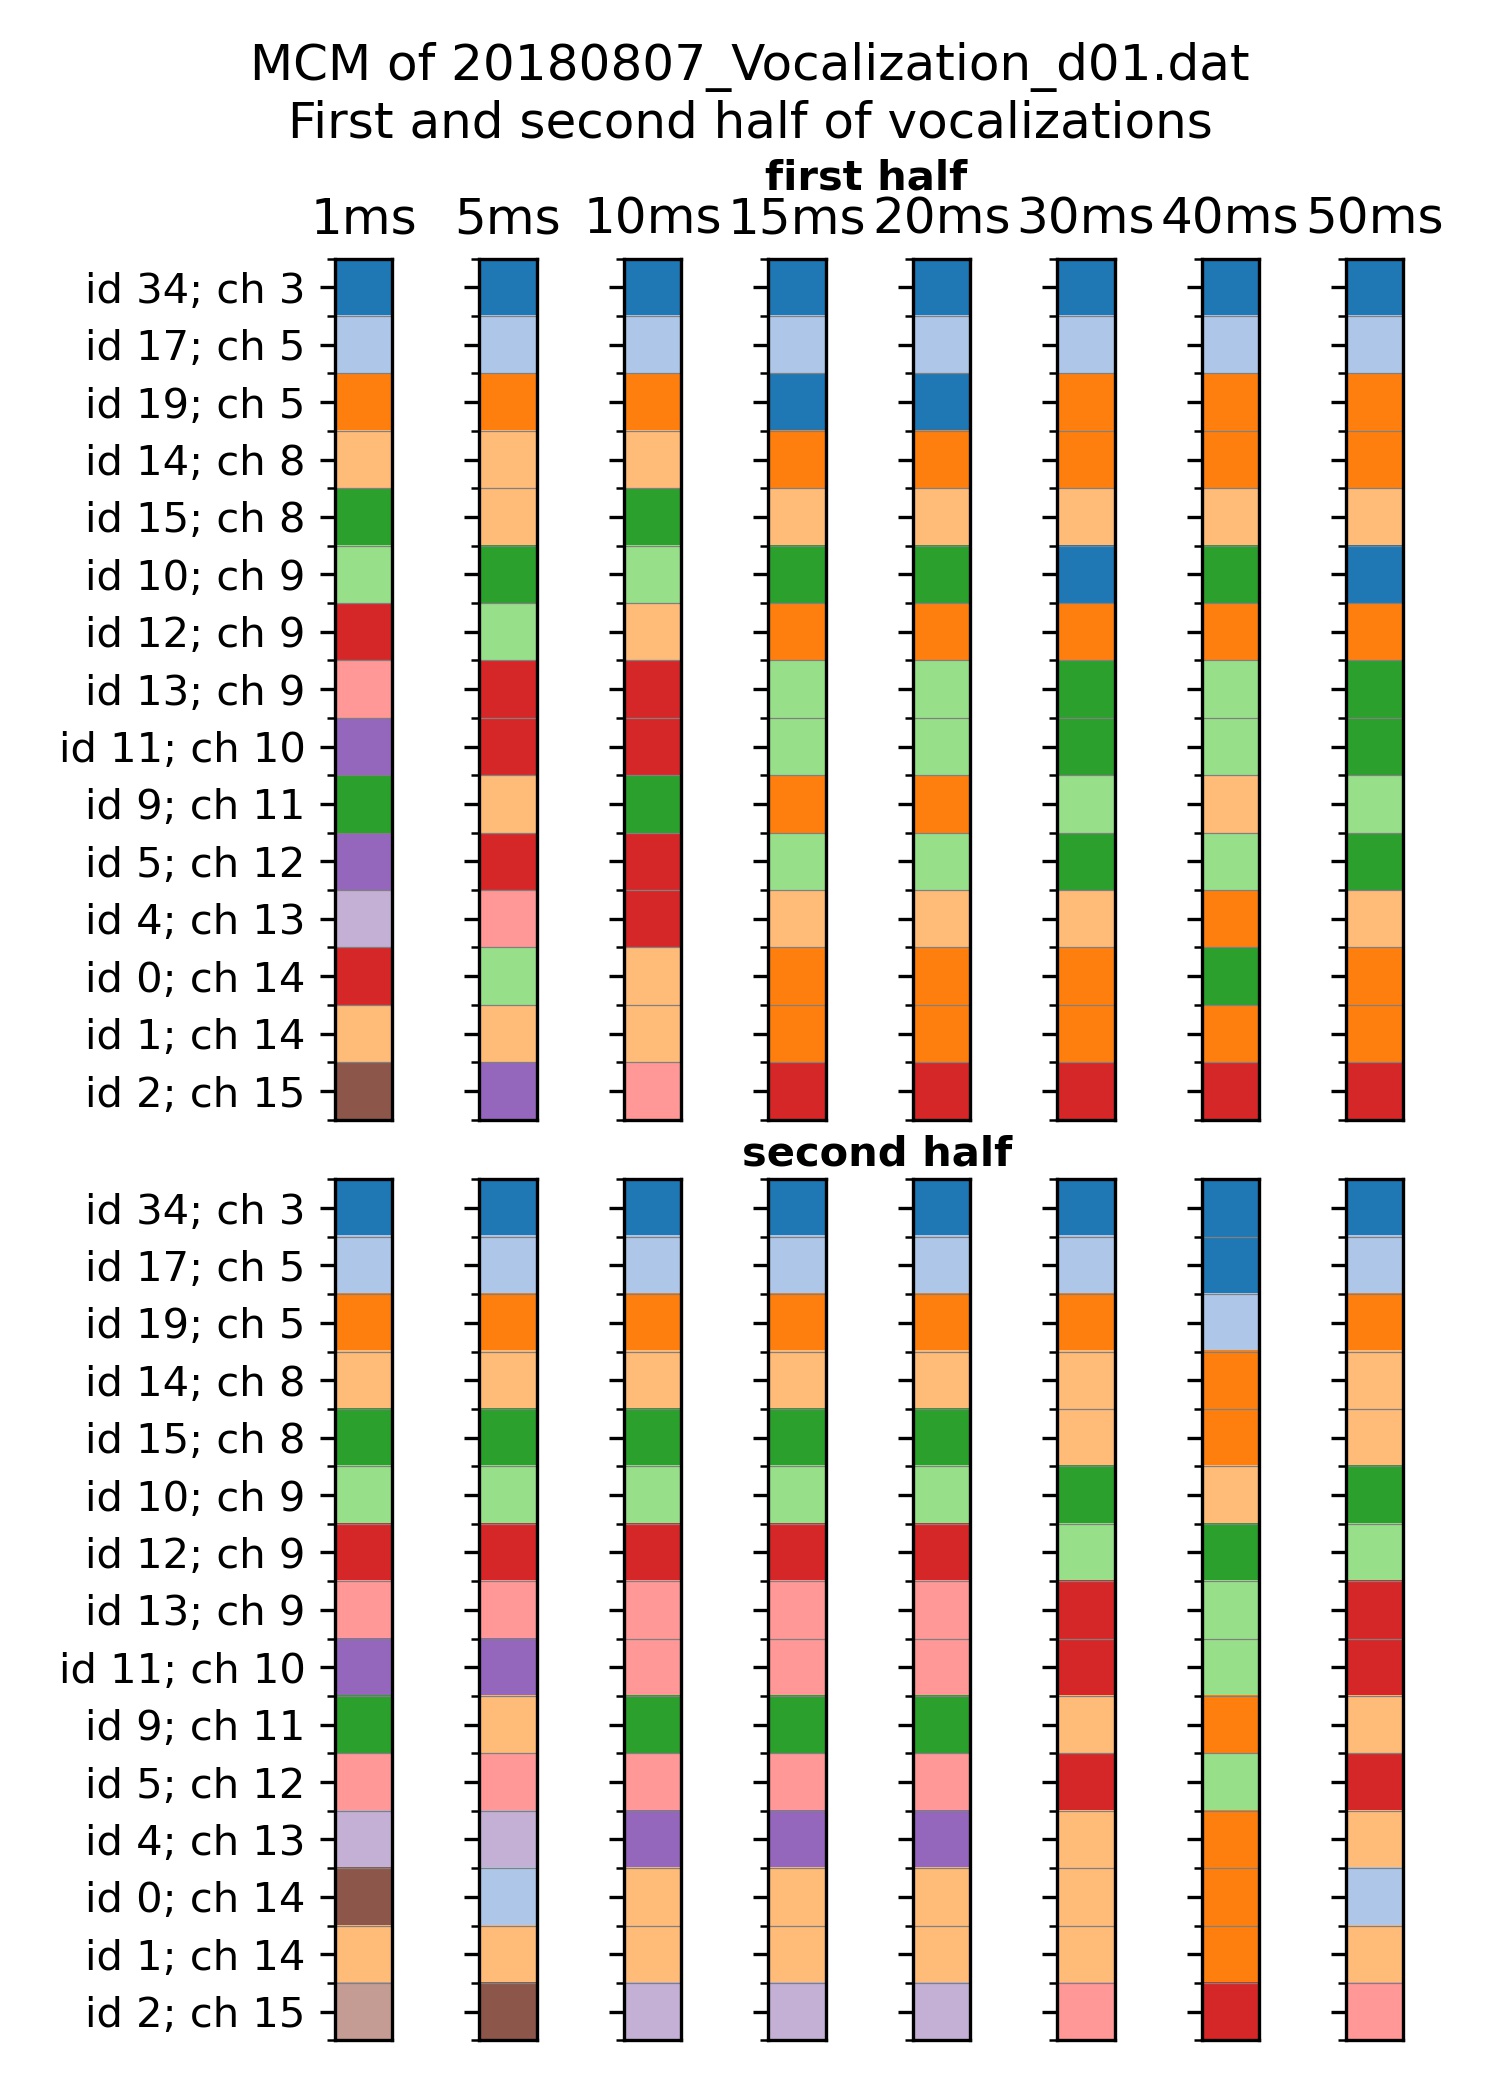 MCM of 20180807_Vocalization_d01.dat
First and second half of vocalizations
first half
1ms 5ms 10ms 15ms 20ms 30ms 40ms 50ms
id 34; ch 3
id 17; ch 5
id 19; ch 5
id 14; ch 8
id 15; ch 8
id 10; ch 9
id 12; ch 9
id 13; ch 9
id 11; ch 10
id 9; ch 11
id 5; ch 12
id 4; ch 13
id 0; ch 14
id 1; ch 14
id 2; ch 15
second half
id 34; ch 3
id 17; ch 5
id 19; ch 5
id 14; ch 8
id 15; ch 8
id 10; ch 9
id 12; ch 9
id 13; ch 9
id 11; ch 10
id 9; ch 11
id 5; ch 12
id 4; ch 13
id 0; ch 14
id 1; ch 14
id 2; ch 15